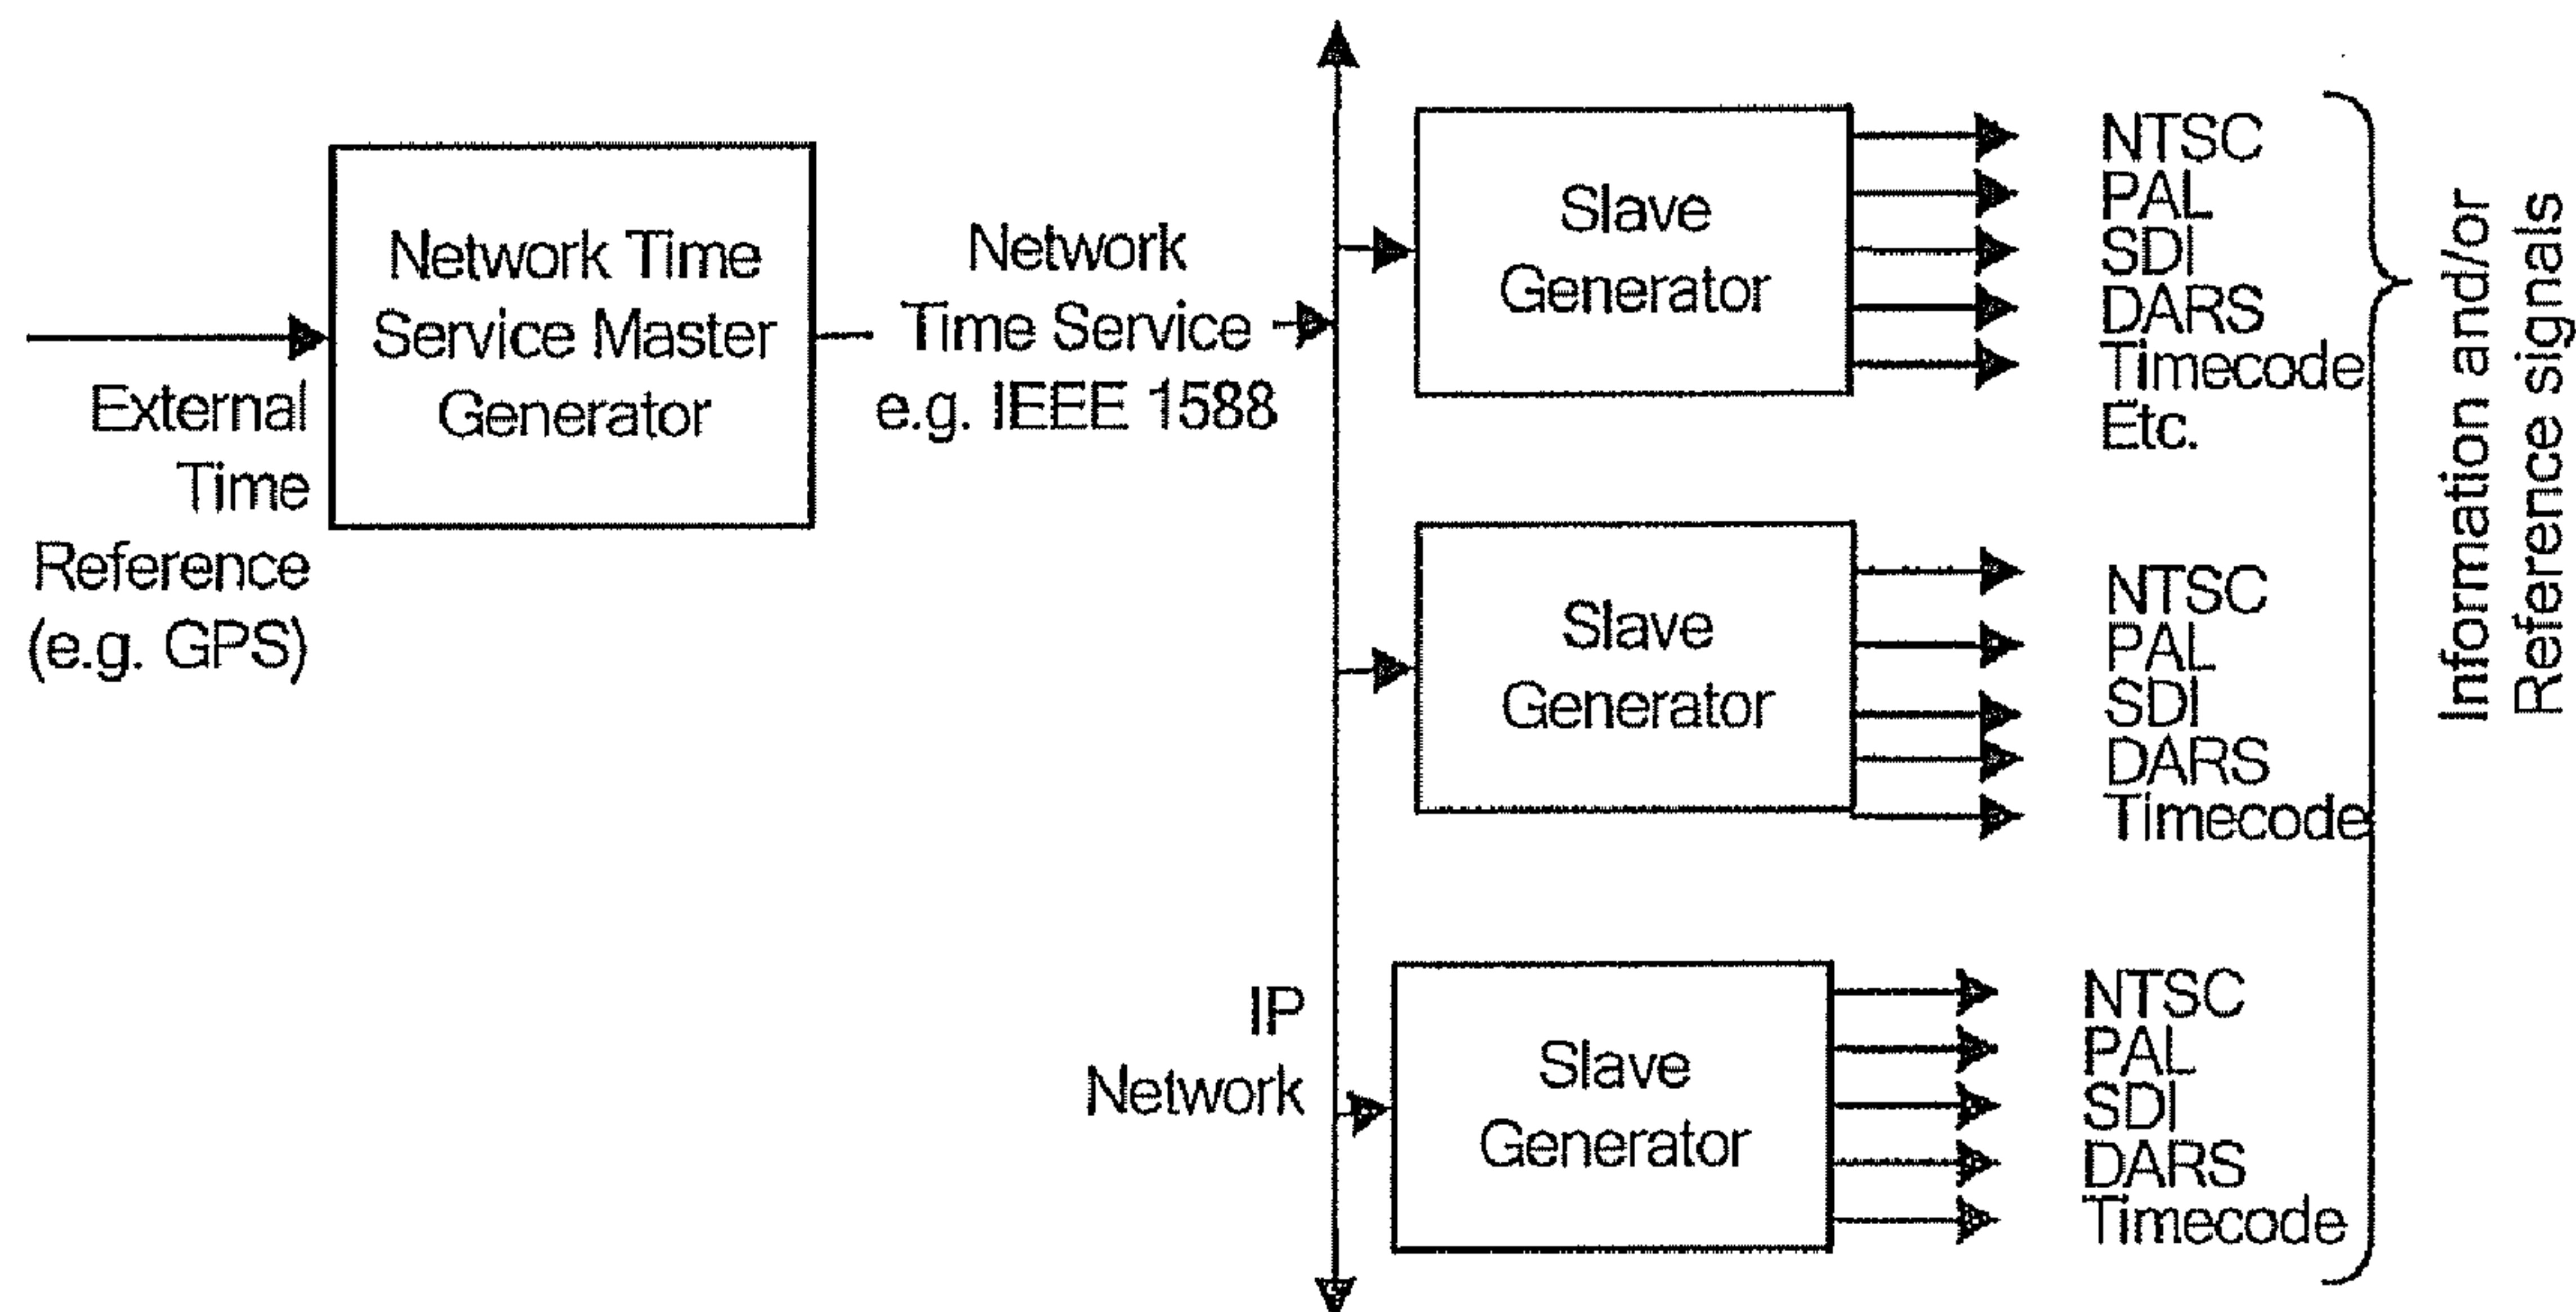 External
Time
Reference
(e.g. GPS)
Network Time
Service Master
Generator
Network
Time Service
e.g. IEEE 1588
IP
Network
Slave
Generator
NTSC
PAL
SDI
DARS
Timecode
Etc.
Slave
Generator
NTSC
PAL
SDI
DARS
Timecode
Slave
Generator
NTSC
PAL
SDI
DARS
Timecode
Information and/or
Reference signals